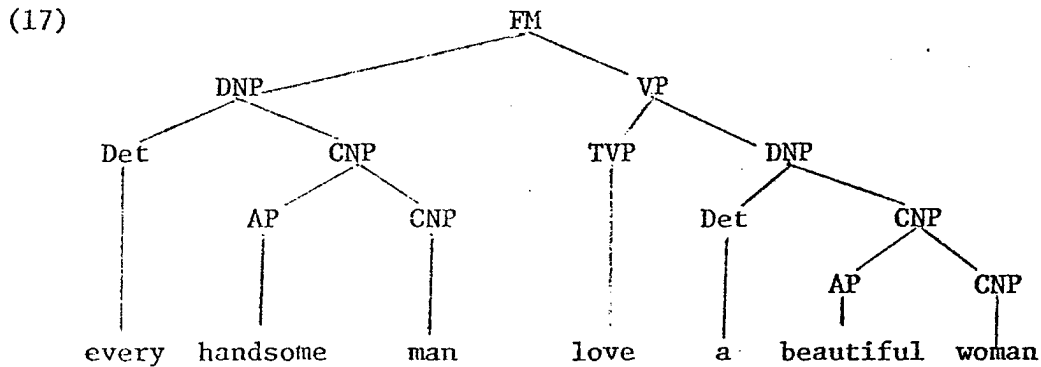 (17) FM
DNP VP
Det CNP TVP DNP
AP CNP Det CNP
AP CNP
every handsome man love a beautiful woman